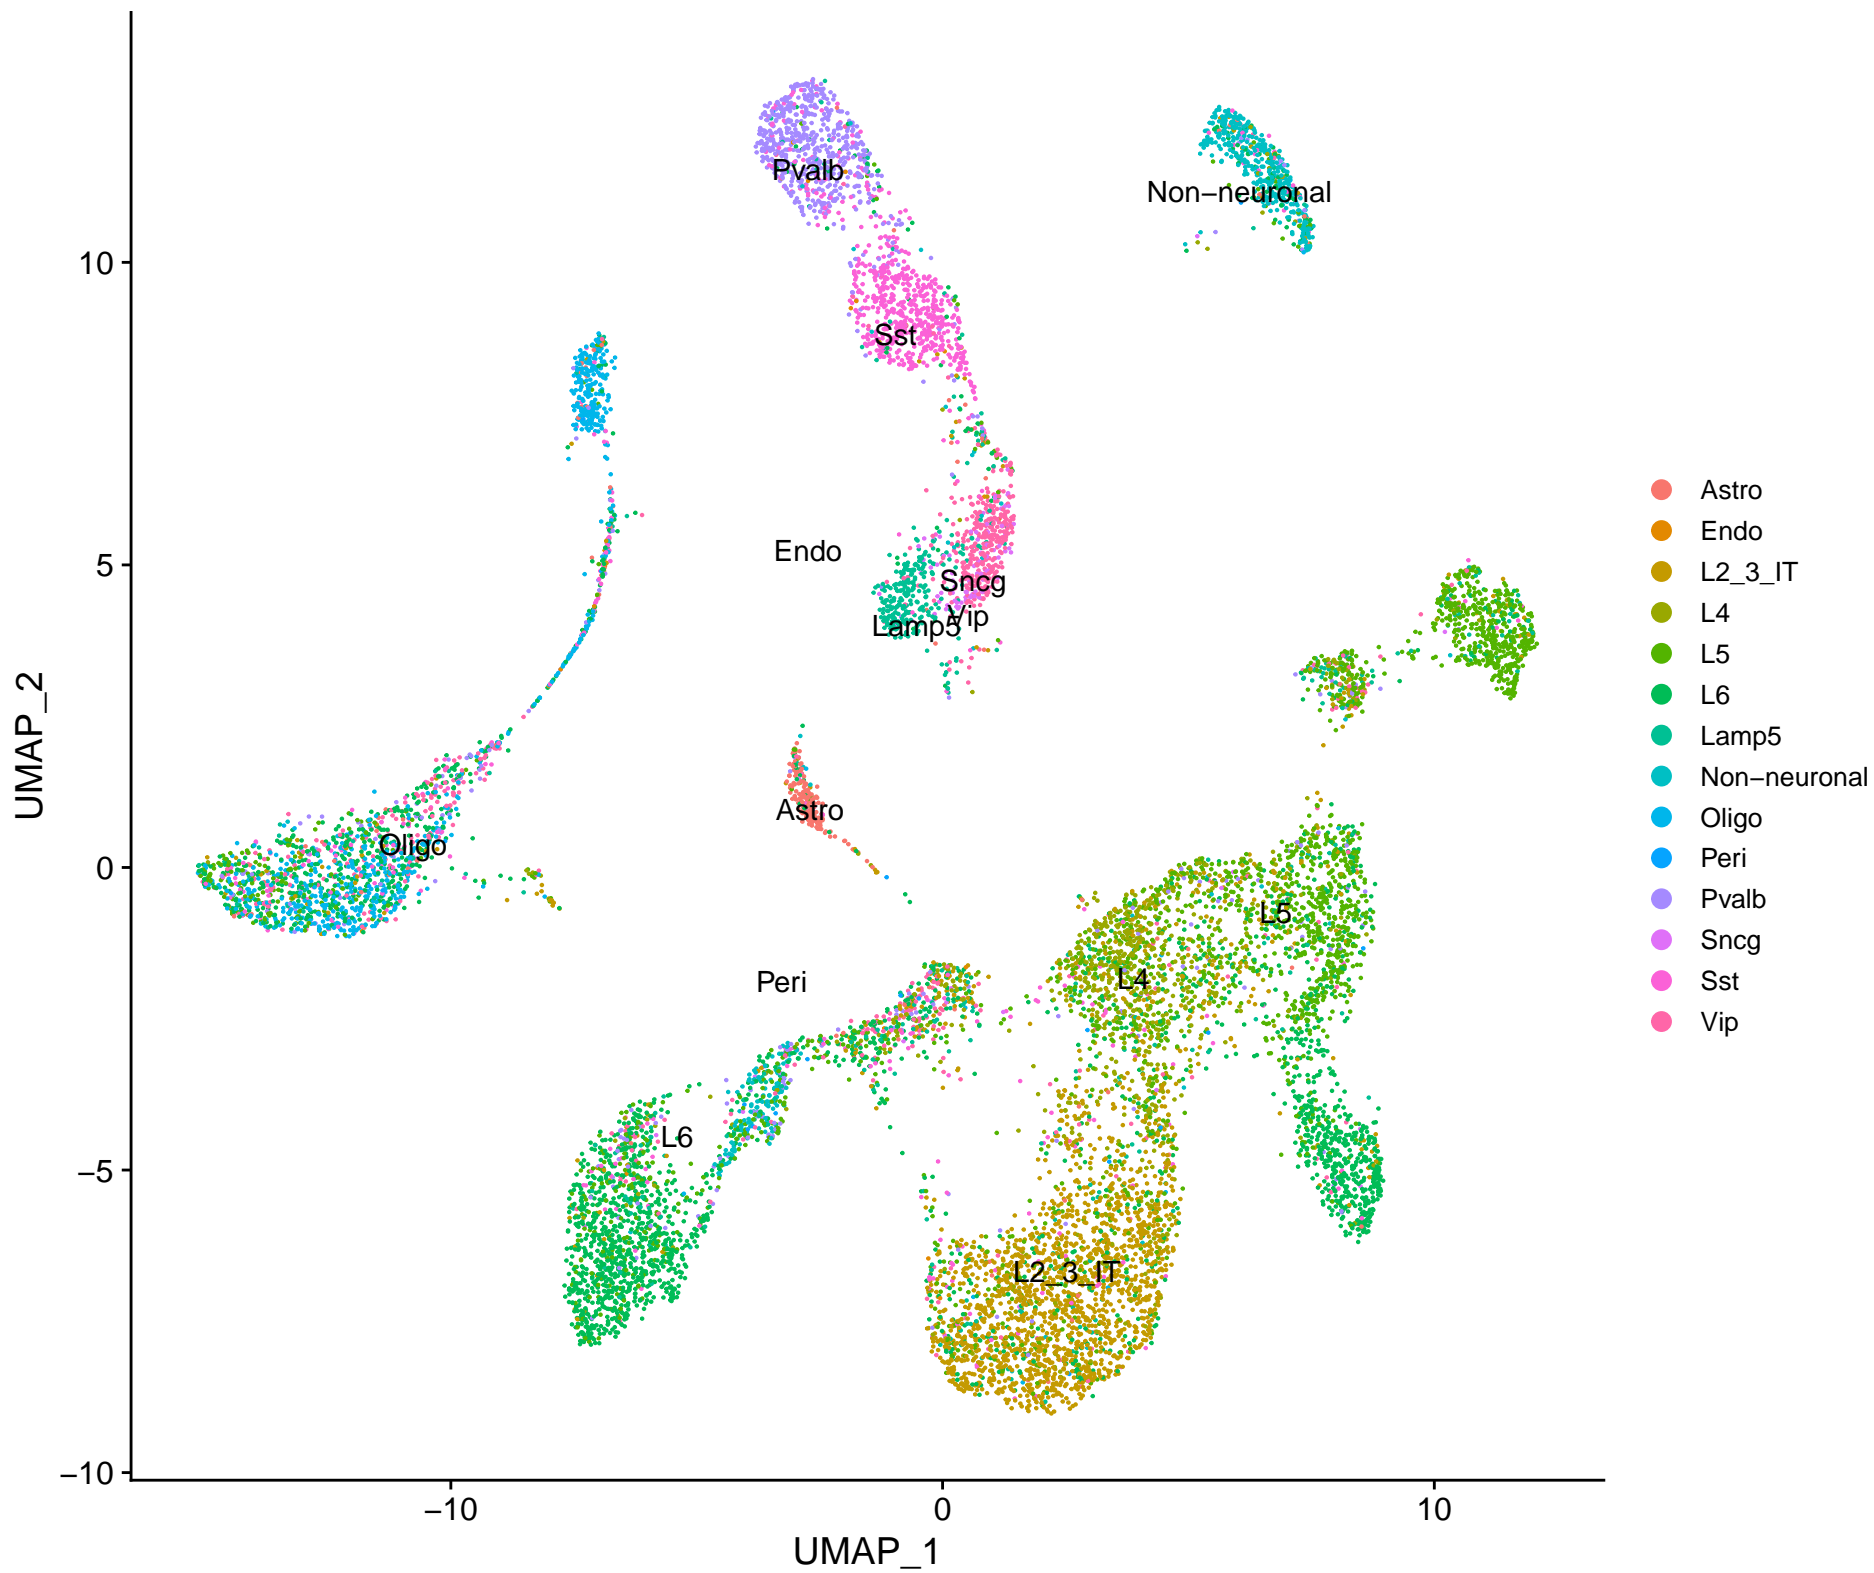 Pvalb
Non−neuronal
10
Sst
5
Endo
Sncg
Vip
Lamp5
UMAP_2
Astro
Oligo
0
L5
L4
Peri
L6
−5
L2_3_IT
−10
−10
0
10
UMAP_1
Astro
Endo
L2_3_IT
L4
L5
L6
Lamp5
Non−neuronal
Oligo
Peri
Pvalb
Sncg
Sst
Vip